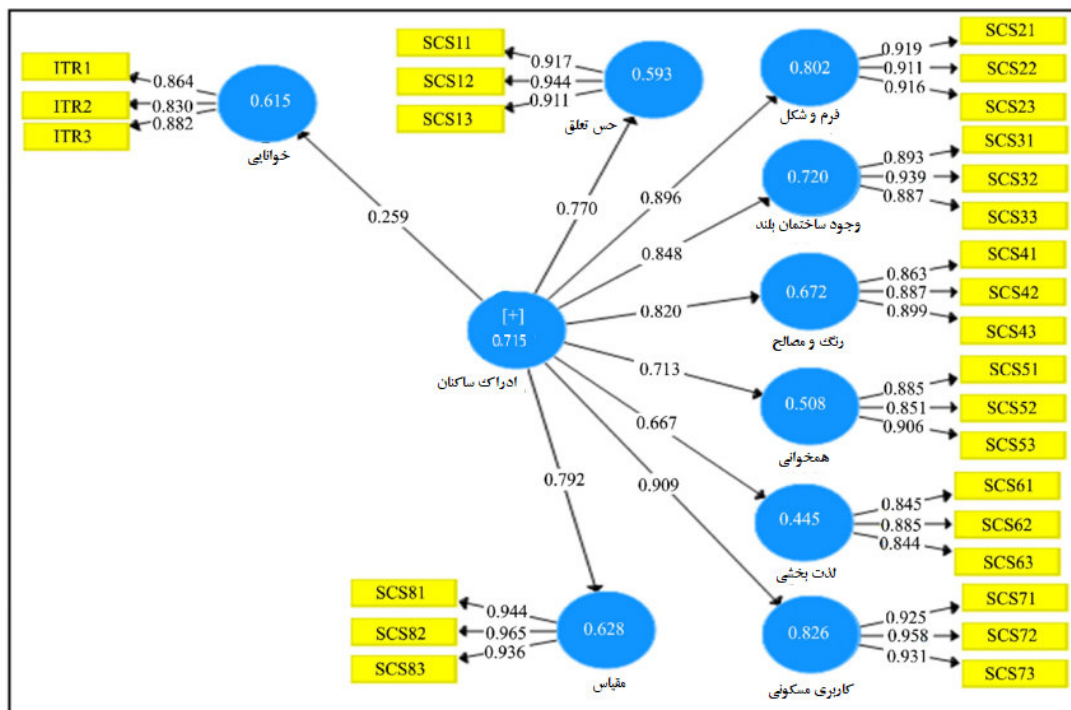 ITR1
ITR2
ITR3
0.864
0.830
0.882
0.615
خوانایی
SCS11
SCS12
SCS13
0.917
0.944
0.911
0.593
حس تعلق
0.802
فرم و شکل
0.919
0.911
0.916
SCS21
SCS22
SCS23
0.720
وجود ساختمان بلند
0.893
0.939
0.887
SCS31
SCS32
SCS33
0.259
0.770
0.896
0.848
0.820
0.713
0.667
0.909
0.792
[+]
0.715
ادراک ساکنان
0.672
رنگ و مصالح
0.863
0.887
0.899
SCS41
SCS42
SCS43
0.508
همخوانی
0.885
0.851
0.906
SCS51
SCS52
SCS53
0.445
لذت بخشی
0.845
0.885
0.844
SCS61
SCS62
SCS63
SCS81
SCS82
SCS83
0.944
0.965
0.936
0.628
مقیاس
0.826
کاربری مسکونی
0.925
0.958
0.931
SCS71
SCS72
SCS73